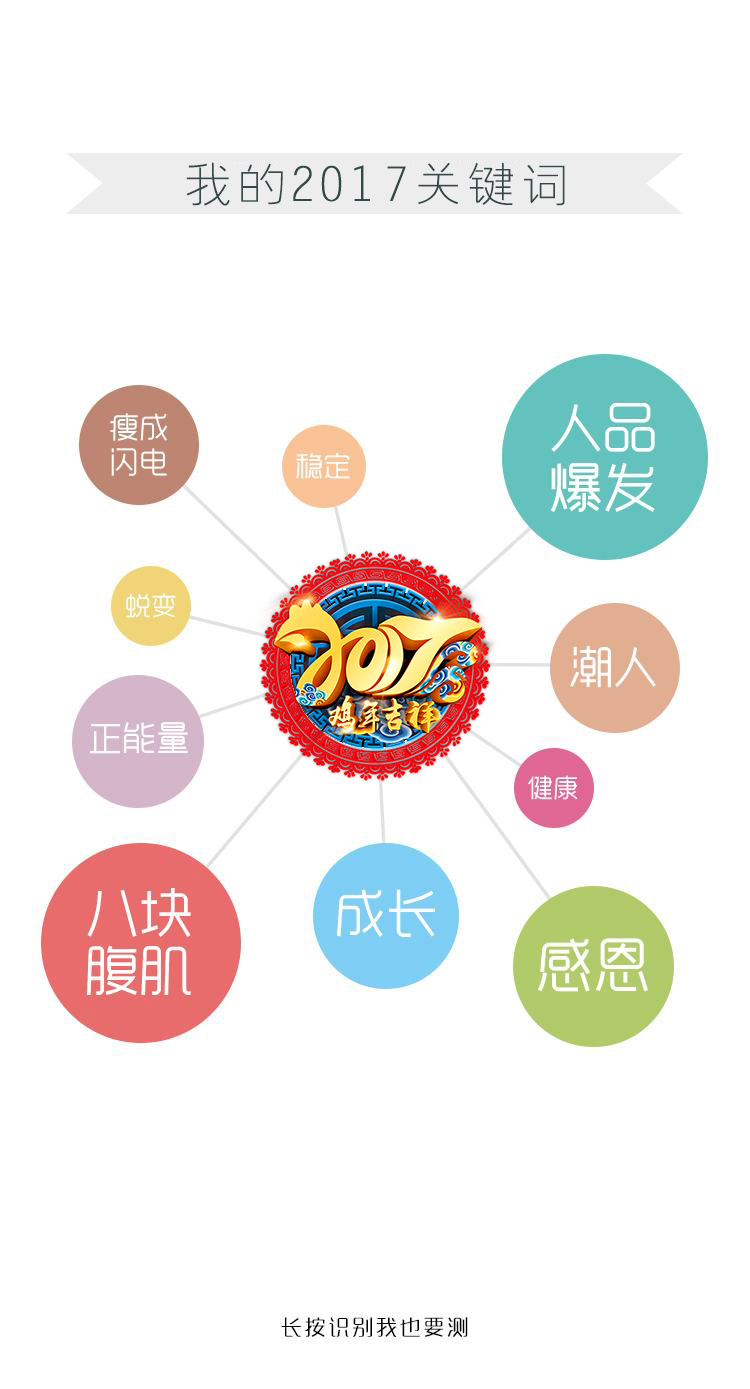 我的2017关键词
瘦成
闪电
稳定
人品
爆发
蜕变
潮人
2017
鸡年吉祥
正能量
健康
八块
腹肌
成长
感恩
长按识别我也要测